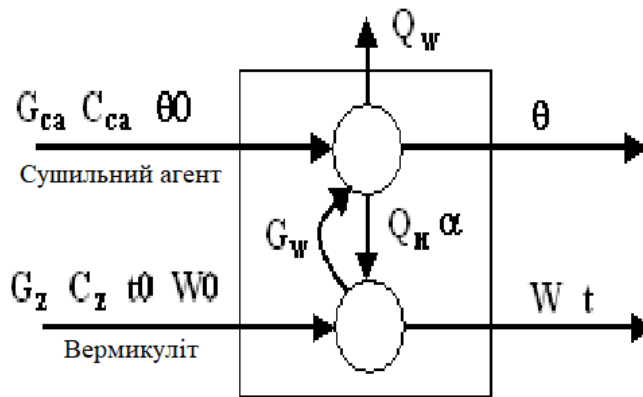 Q_w
G_ca C_ca θ0 θ
Сушильний агент
G_w Q_н α
G_z C_z t0 W0 W t
Вермикуліт